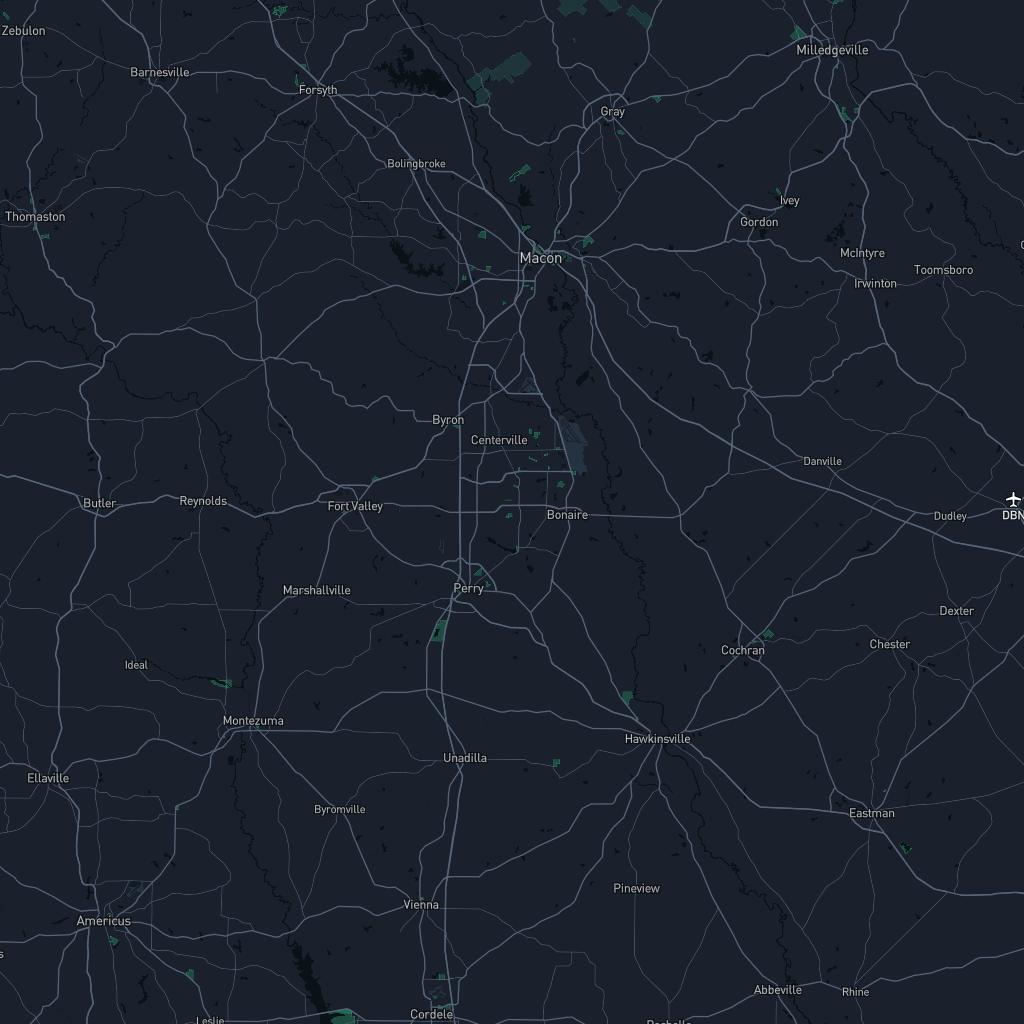 Zebulon
Milledgeville
Barnesville
Forsyth
Gray
Bolingbroke
Ivey
Thomaston
Gordon
McIntyre
Macon
Toomsboro
Irwinton
Byron
Centerville
Danville
Butler
Reynolds
Fort Valley
Bonaire
Dudley
DBN
Perry
Marshallville
Dexter
Chester
Cochran
Ideal
Montezuma
Hawkinsville
Unadilla
Ellaville
Byromville
Eastman
Pineview
Vienna
Americus
Abbeville
Rhine
Cordele
Leslie